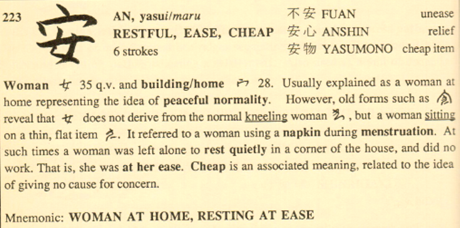 223
安
AN, yasui/maru
RESTFUL, EASE, CHEAP
6 strokes
不安 FUAN unease
安心 ANSHIN relief
安物 YASUMONO cheap item
Woman 女 35 q.v. and building/home 宀 28. Usually explained as a woman at
home representing the idea of peaceful normality. However, old forms such as
reveal that 女 does not derive from the normal kneeling woman , but a woman sitting
on a thin, flat item . It referred to a woman using a napkin during menstruation. At
such times a woman was left alone to rest quietly in a corner of the house, and did no
work. That is, she was at her ease. Cheap is an associated meaning, related to the idea
of giving no cause for concern.
Mnemonic: WOMAN AT HOME, RESTING AT EASE